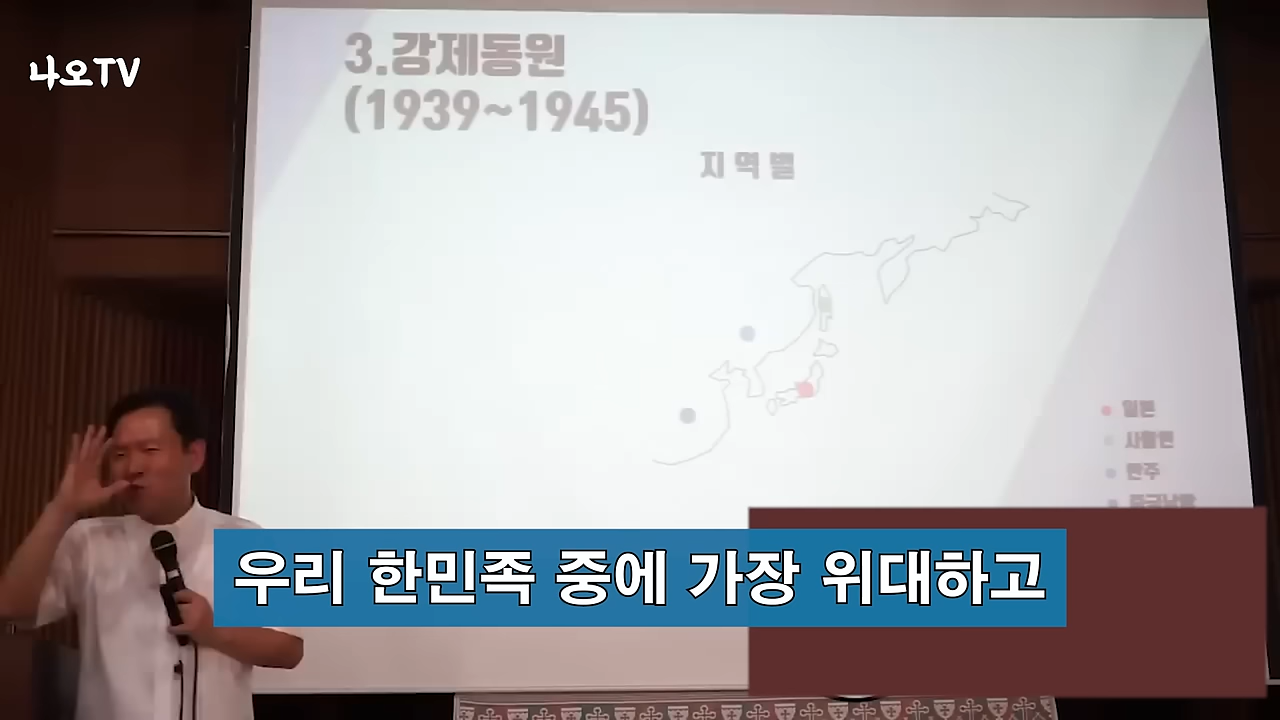 나오TV
3.강제동원
(1939~1945)
지역별
일본
사할린
만주
우리 한민족 중에 가장 위대하고